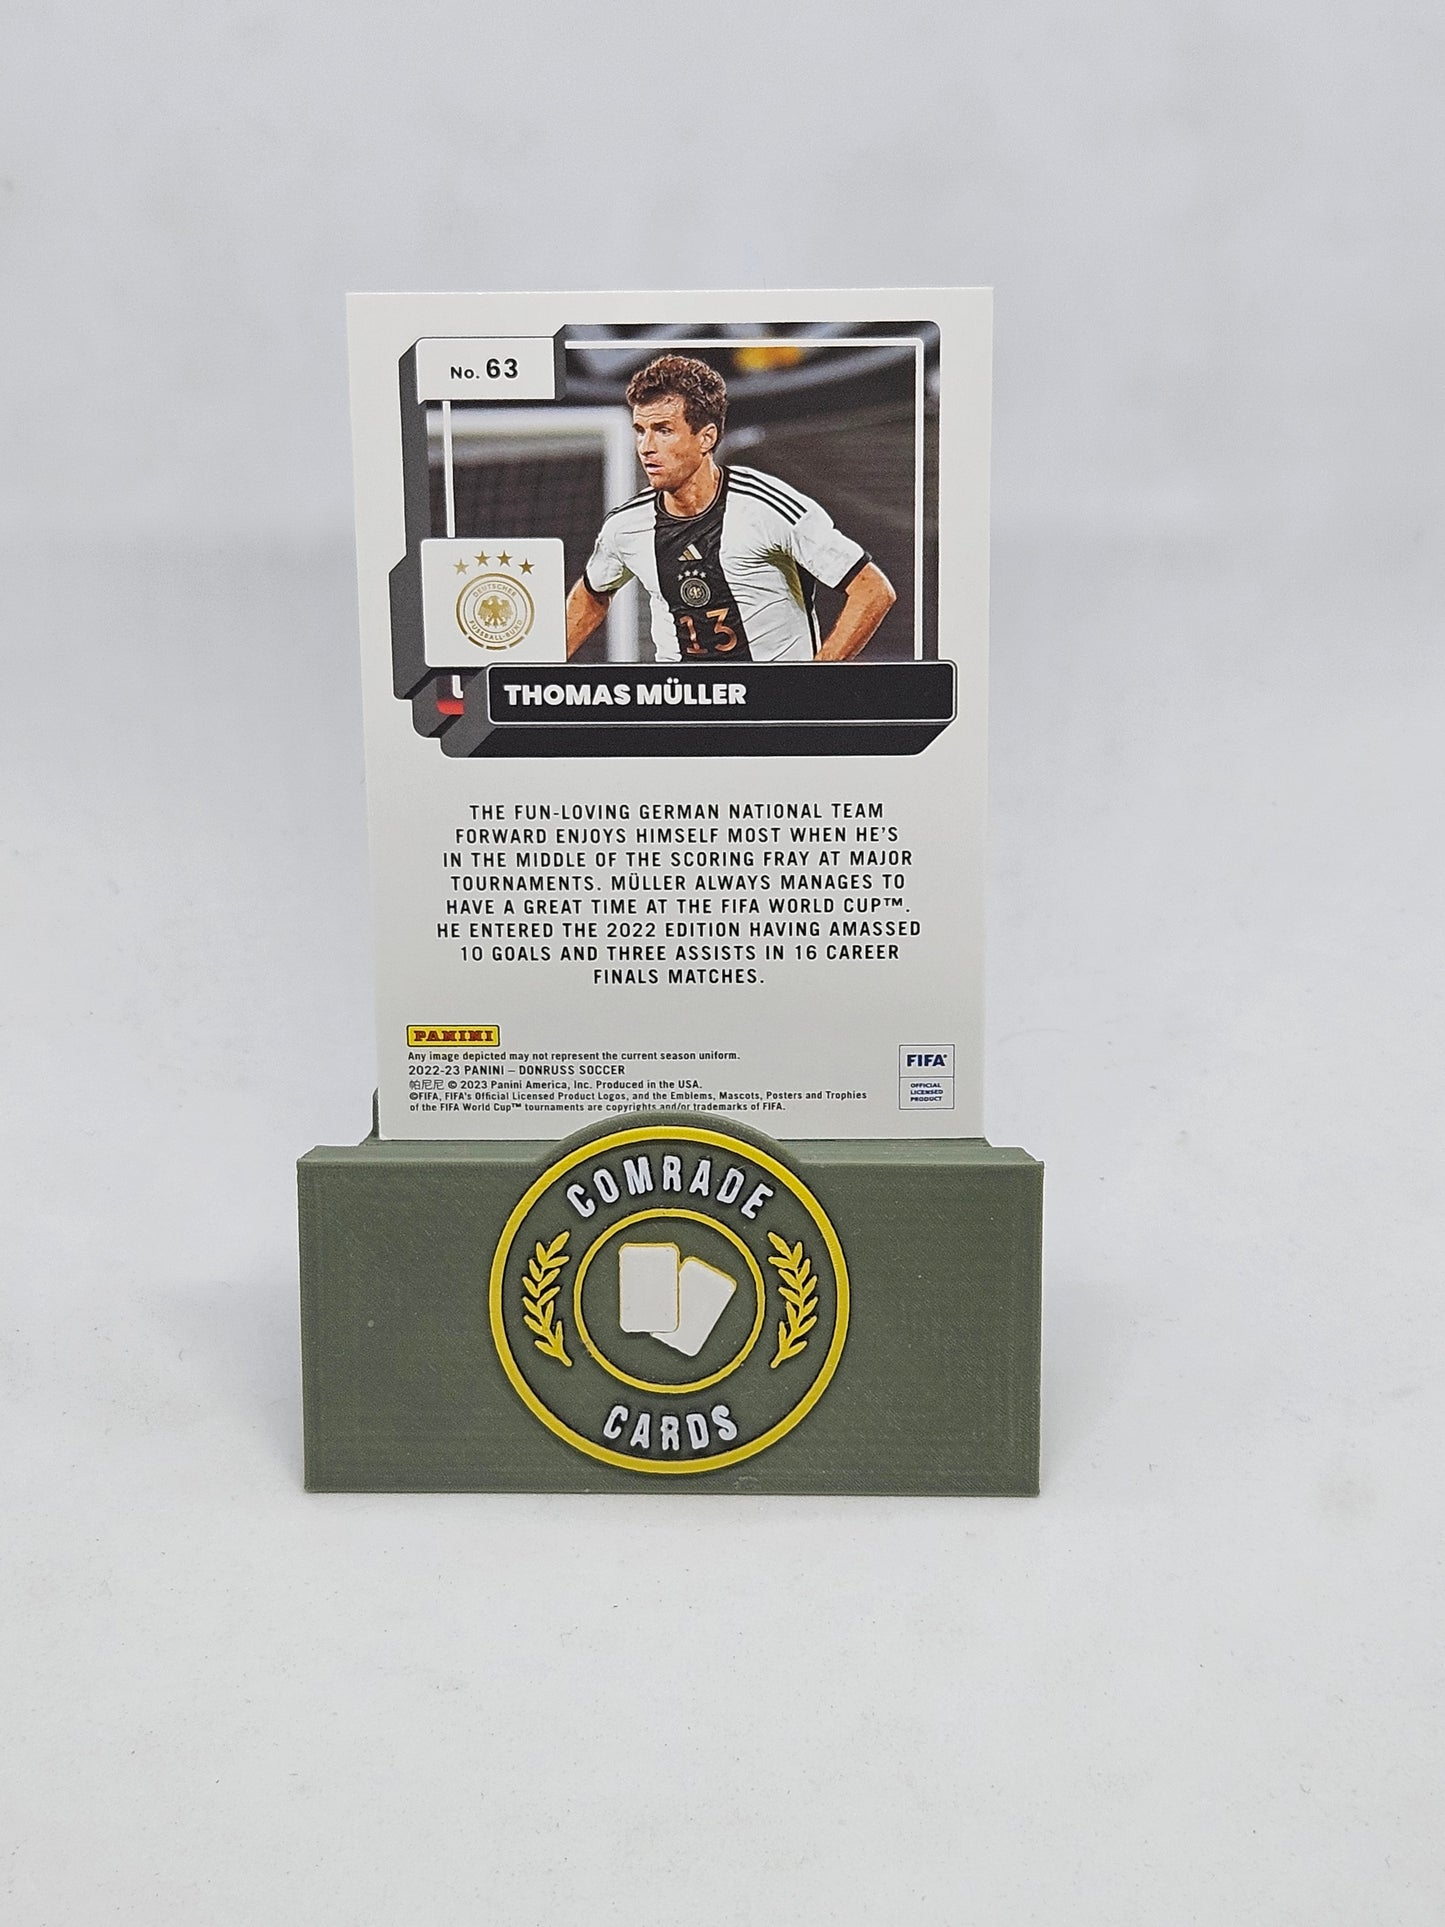 No. 63
DEUTSCHER
FUSSBALL-BUND
13
THOMAS MÜLLER
THE FUN-LOVING GERMAN NATIONAL TEAM
FORWARD ENJOYS HIMSELF MOST WHEN HE'S
IN THE MIDDLE OF THE SCORING FRAY AT MAJOR
TOURNAMENTS. MÜLLER ALWAYS MANAGES TO
HAVE A GREAT TIME AT THE FIFA WORLD CUP™.
HE ENTERED THE 2022 EDITION HAVING AMASSED
10 GOALS AND THREE ASSISTS IN 16 CAREER
FINALS MATCHES.
PANINI
Any image depicted may not represent the current season uniform.
2022-23 PANINI – DONRUSS SOCCER
帕尼尼 © 2023 Panini America, Inc. Produced in the USA.
©FIFA, FIFA's Official Licensed Product Logos, and the Emblems, Mascots, Posters and Trophies
of the FIFA World Cup™ tournaments are copyrights and/or trademarks of FIFA.
FIFA®
OFFICIAL
LICENSED
PRODUCT
COMRADE
CARDS